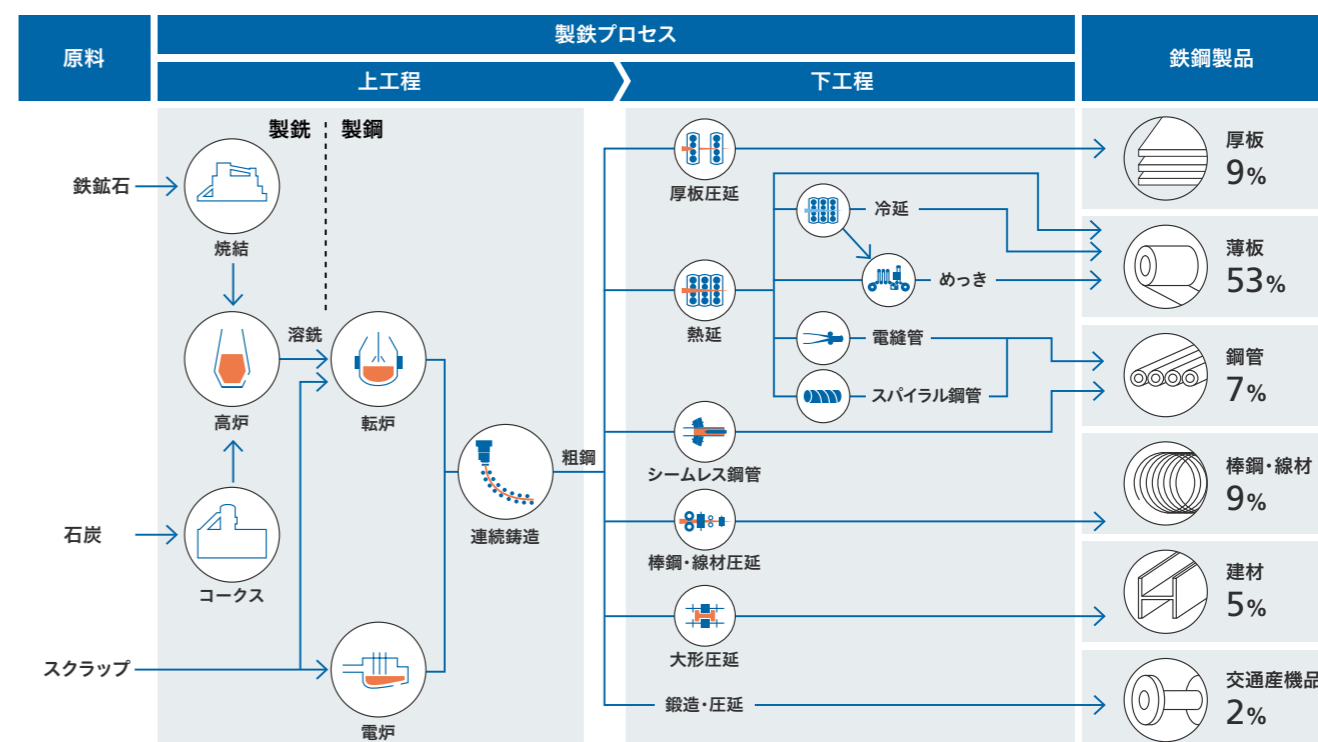 原料
製鉄プロセス
鉄鋼製品
上工程
下工程
製銑
製鋼
鉄鉱石
焼結
溶銑
高炉
転炉
石炭
コークス
連続鋳造
粗鋼
スクラップ
電炉
厚板圧延
冷延
めっき
熱延
電縫管
スパイラル鋼管
シームレス鋼管
棒鋼・線材圧延
大形圧延
鍛造・圧延
厚板
9%
薄板
53%
鋼管
7%
棒鋼・線材
9%
建材
5%
交通産機品
2%